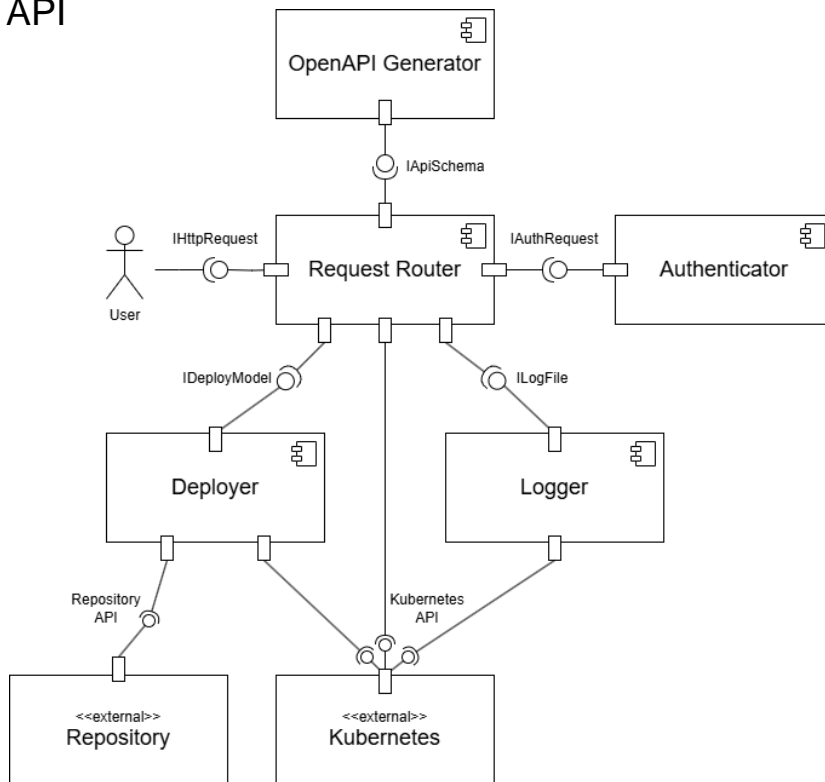 API
OpenAPI Generator
IApiSchema
IHttpRequest
IAuthRequest
Request Router
Authenticator
User
IDeployModel
ILogFile
Deployer
Logger
Repository
API
Kubernetes
API
<<external>>
Repository
<<external>>
Kubernetes